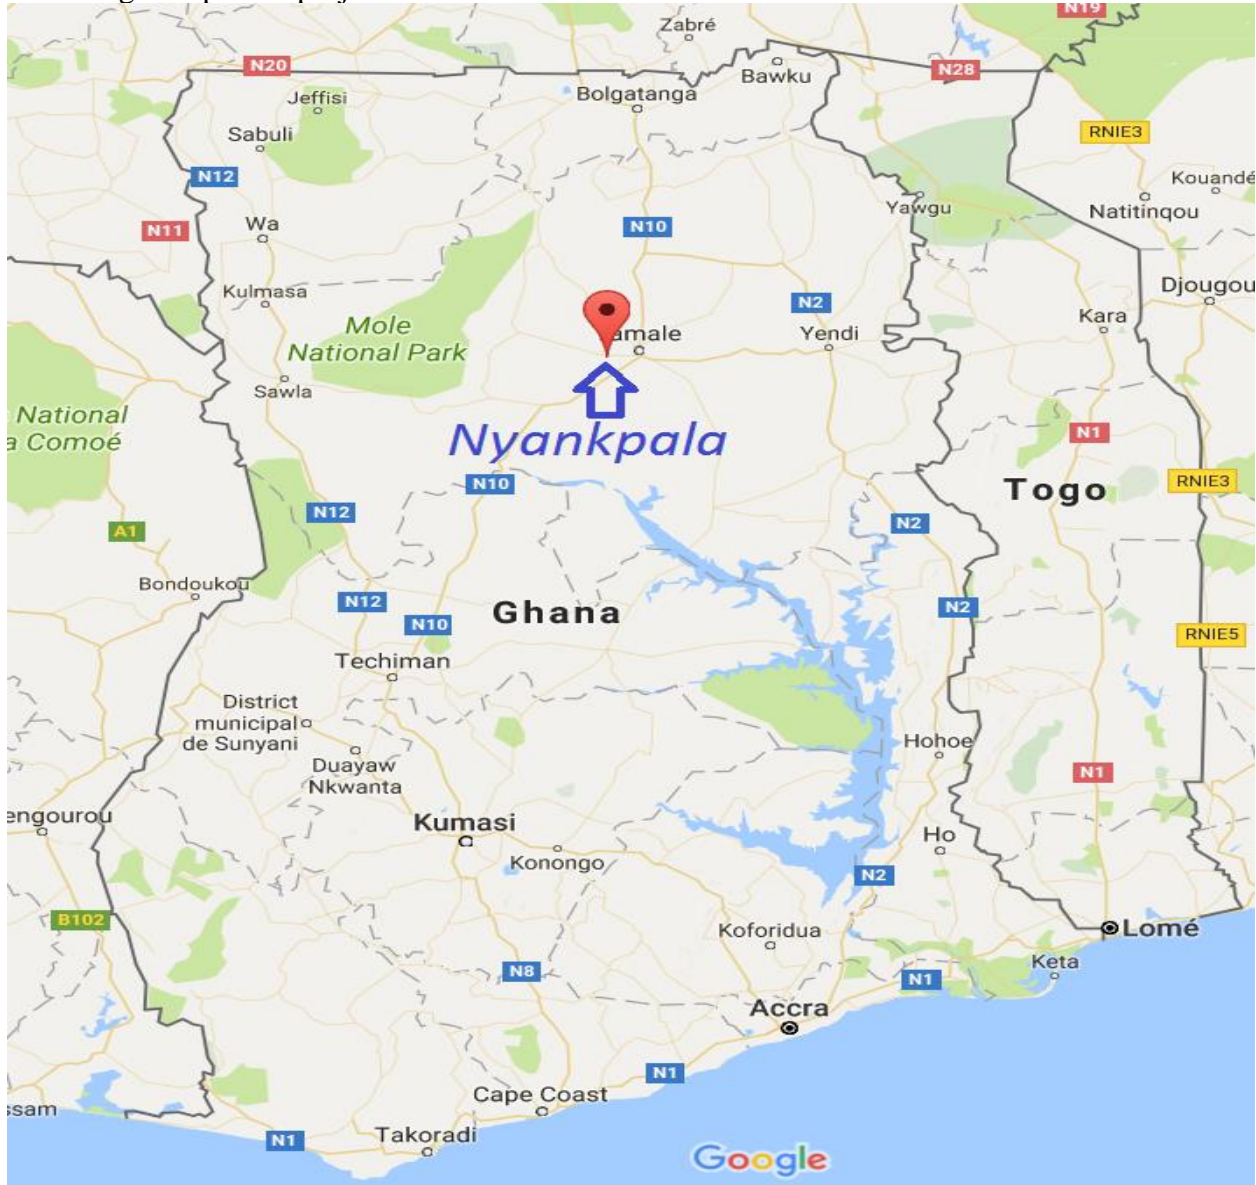 N19
Zabré
N20
Bawku
N28
Jeffisi
Bolgatanga
Sabuli
RNIE3
N12
Kouandé
Yawgu
Natitinqou
Wa
N10
N11
Kulmasa
N2
Djougou
Mole
National Park
amale
Yendi
Kara
Sawla
National
a Comoé
Nyankpala
N1
N10
Togo
RNIE3
N12
N2
A1
Bondoukou
N12
Ghana
N2
N10
RNIE5
Techiman
District
municipal
de Sunyani
Hohoe
Duayaw
Nkwanta
N1
engourou
Kumasi
Ho
Konongo
N2
B102
Koforidua
Lomé
Keta
N8
N1
Accra
N1
Cape Coast
ssam
Takoradi
N1
Google